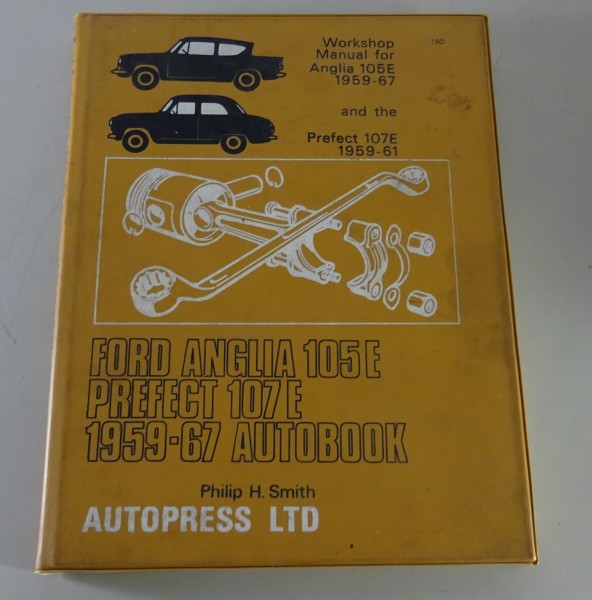 Workshop
Manual for
Anglia 105E
1959-67
and the
Prefect 107E
1959-61
FORD ANGLIA 105E
PREFECT 107E
1959-67 AUTOBOOK
Philip H. Smith
AUTOPRESS LTD